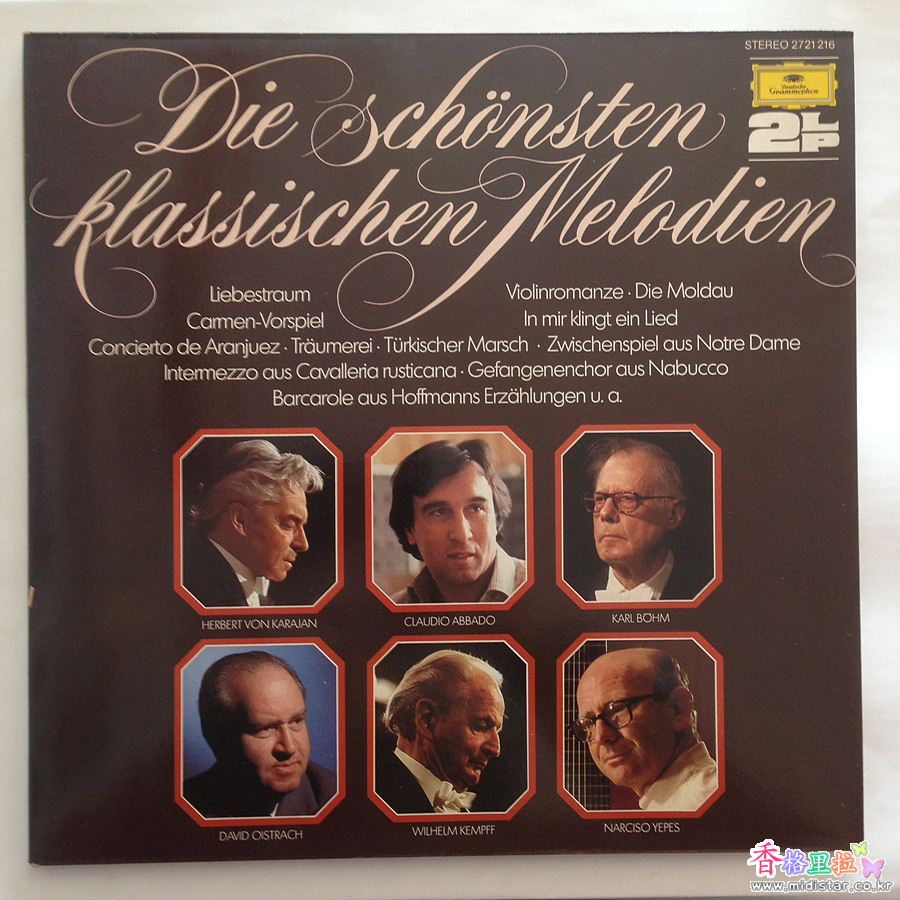 STEREO 2721 216
Deutsche
Grammophon
2LP
Die schönsten
klassischen Melodien
Liebestraum
Violinromanze · Die Moldau
Carmen-Vorspiel
In mir klingt ein Lied
Concierto de Aranjuez · Träumerei · Türkischer Marsch · Zwischenspiel aus Notre Dame
Intermezzo aus Cavalleria rusticana · Gefangenenchor aus Nabucco
Barcarole aus Hoffmanns Erzählungen u. a.
HERBERT VON KARAJAN
CLAUDIO ABBADO
KARL BÖHM
DAVID OISTRACH
WILHELM KEMPFF
NARCISO YEPES
香格里拉
www.midistar.co.kr